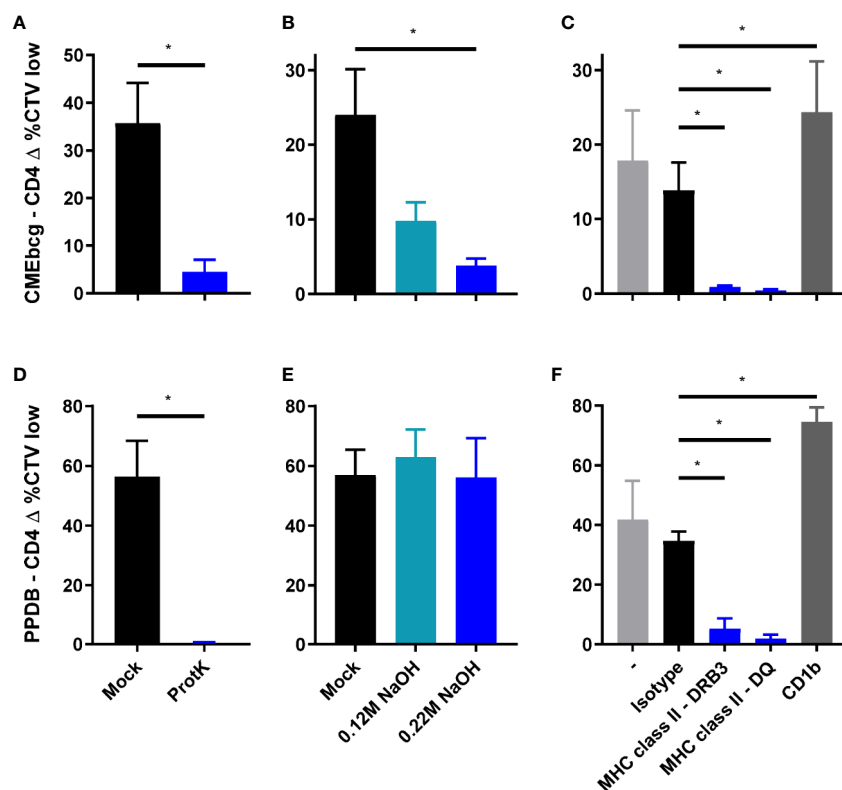 A
CMEbcg - CD4 Δ %CTV low
50
40
30
20
10
0
*
B
30
20
10
0
*
C
30
20
10
0
*
*
*
D
PPDB - CD4 Δ %CTV low
80
60
40
20
0
*
Mock
ProtK
E
80
60
40
20
0
Mock
0.12M NaOH
0.22M NaOH
F
80
60
40
20
0
*
*
*
-
Isotype
MHC class II - DRB3
MHC class II - DQ
CD1b